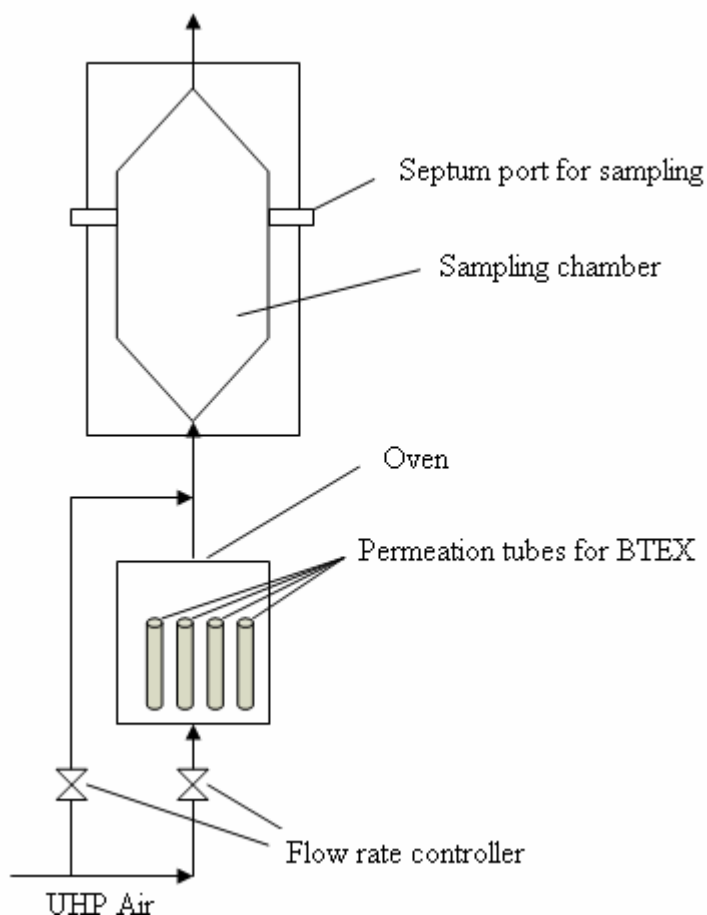 Septum port for sampling
Sampling chamber
Oven
Permeation tubes for BTEX
Flow rate controller
UHP Air